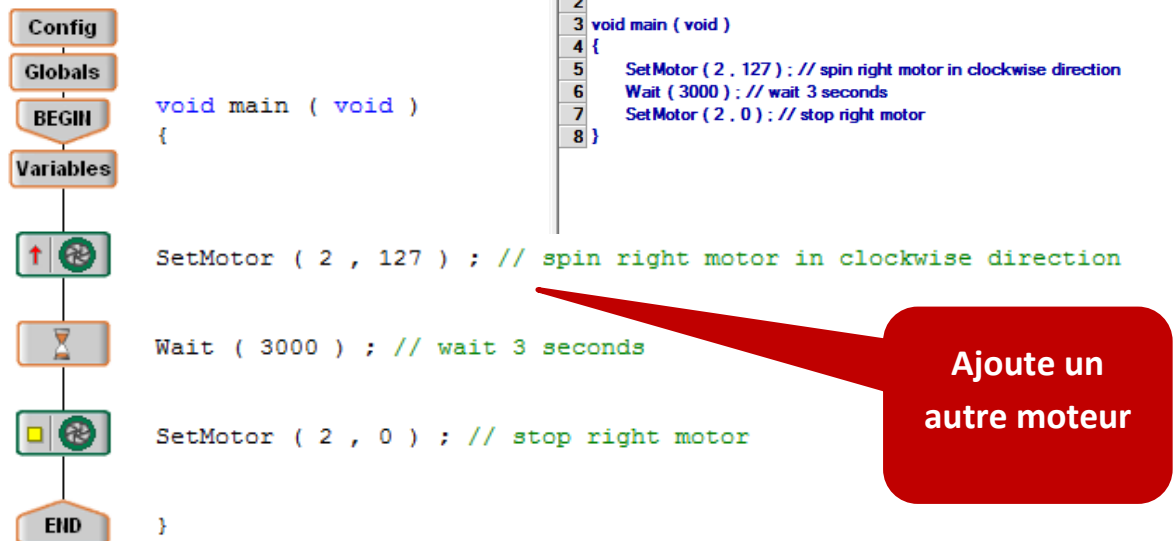 Config
Globals
BEGIN
Variables
void main ( void )
{
SetMotor ( 2 , 127 ) ; // spin right motor in clockwise direction
Wait ( 3000 ) ; // wait 3 seconds
SetMotor ( 2 , 0 ) ; // stop right motor
END
}
2
3 void main ( void )
4 {
5 SetMotor ( 2 , 127 ) ; // spin right motor in clockwise direction
6 Wait ( 3000 ) ; // wait 3 seconds
7 SetMotor ( 2 , 0 ) ; // stop right motor
8 }
Ajoute un
autre moteur